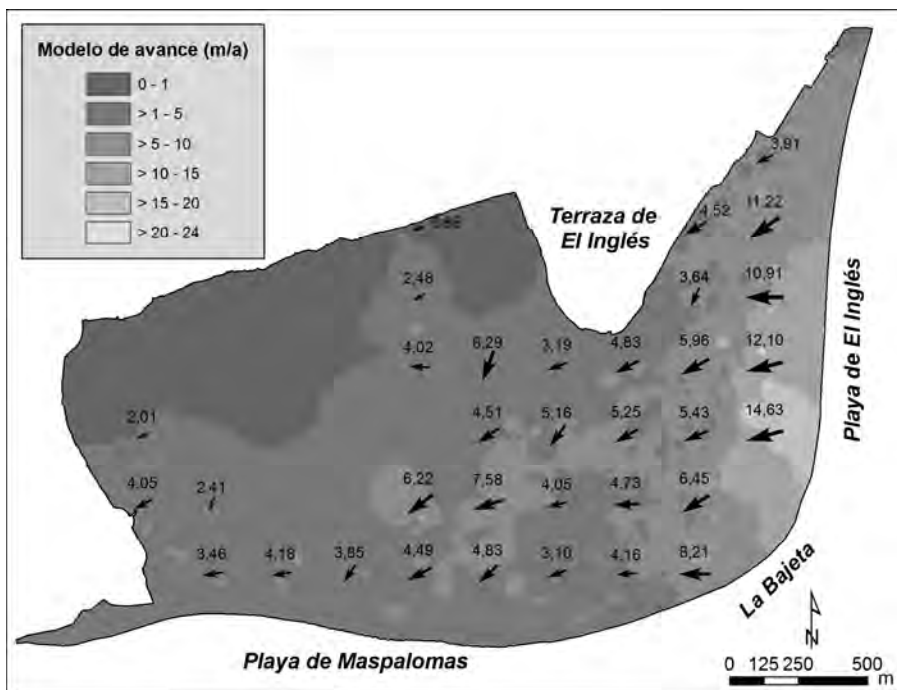 Modelo de avance (m/a)
0 - 1
> 1 - 5
> 5 - 10
> 10 - 15
> 15 - 20
> 20 - 24
3,91
4,52
11,22
Terraza de
El Inglés
2,48
3,64
10,91
Playa de El Inglés
4,02
6,29
3,19
4,83
5,96
12,10
2,01
4,51
5,16
5,25
5,43
14,63
4,05
2,41
6,22
7,58
4,05
4,73
6,45
3,46
4,18
3,85
4,49
4,83
3,10
4,16
8,21
La Bajeta
N
Playa de Maspalomas
0 125 250 500
m